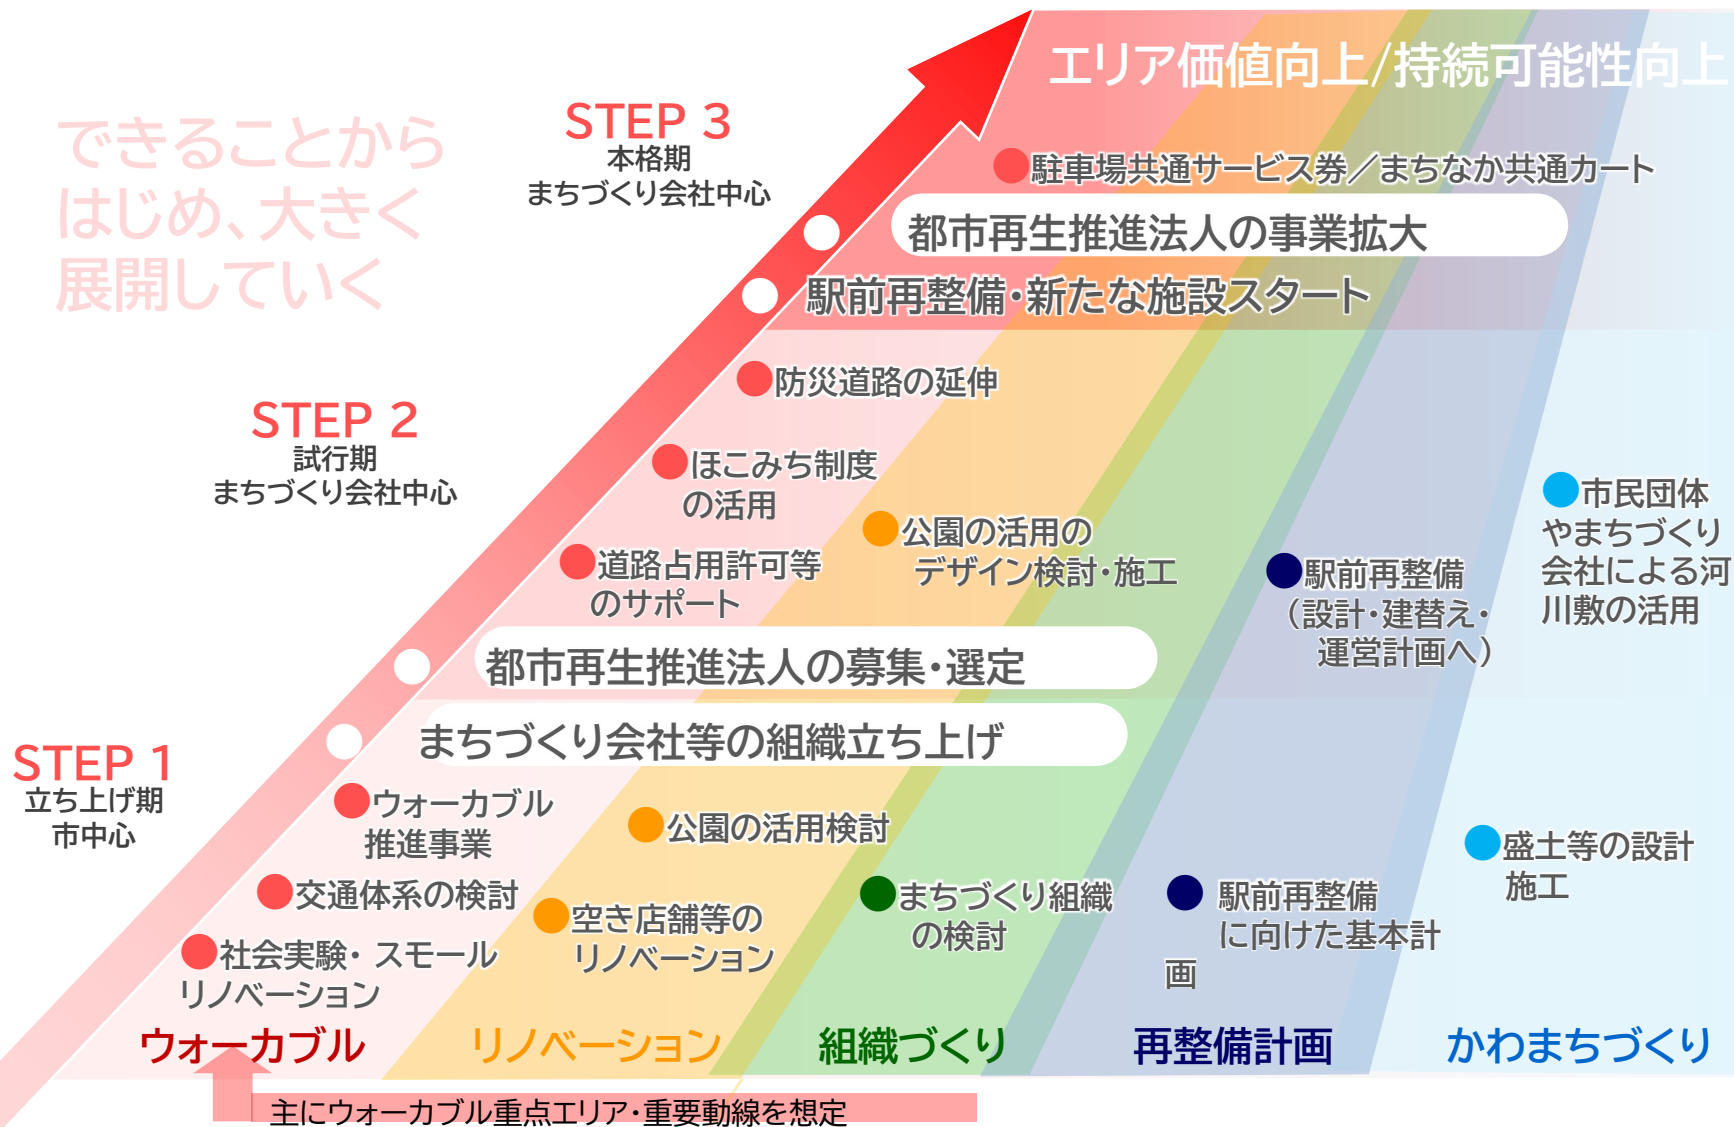 エリア価値向上/持続可能性向上
できることから
はじめ、大きく
展開していく
STEP 3
本格期
まちづくり会社中心
駐車場共通サービス券／まちなか共通カート
都市再生推進法人の事業拡大
駅前再整備・新たな施設スタート
防災道路の延伸
STEP 2
試行期
まちづくり会社中心
ほこみち制度
の活用
道路占用許可等
のサポート
公園の活用の
デザイン検討・施工
駅前再整備
（設計・建替え・
運営計画へ）
市民団体
やまちづくり
会社による河
川敷の活用
都市再生推進法人の募集・選定
まちづくり会社等の組織立ち上げ
STEP 1
立ち上げ期
市中心
ウォーカブル
推進事業
交通体系の検討
社会実験・ スモール
リノベーション
公園の活用検討
空き店舗等の
リノベーション
まちづくり組織
の検討
駅前再整備
に向けた基本計
画
盛土等の設計
施工
ウォーカブル
リノベーション
組織づくり
再整備計画
かわまちづくり
主にウォーカブル重点エリア・重要動線を想定